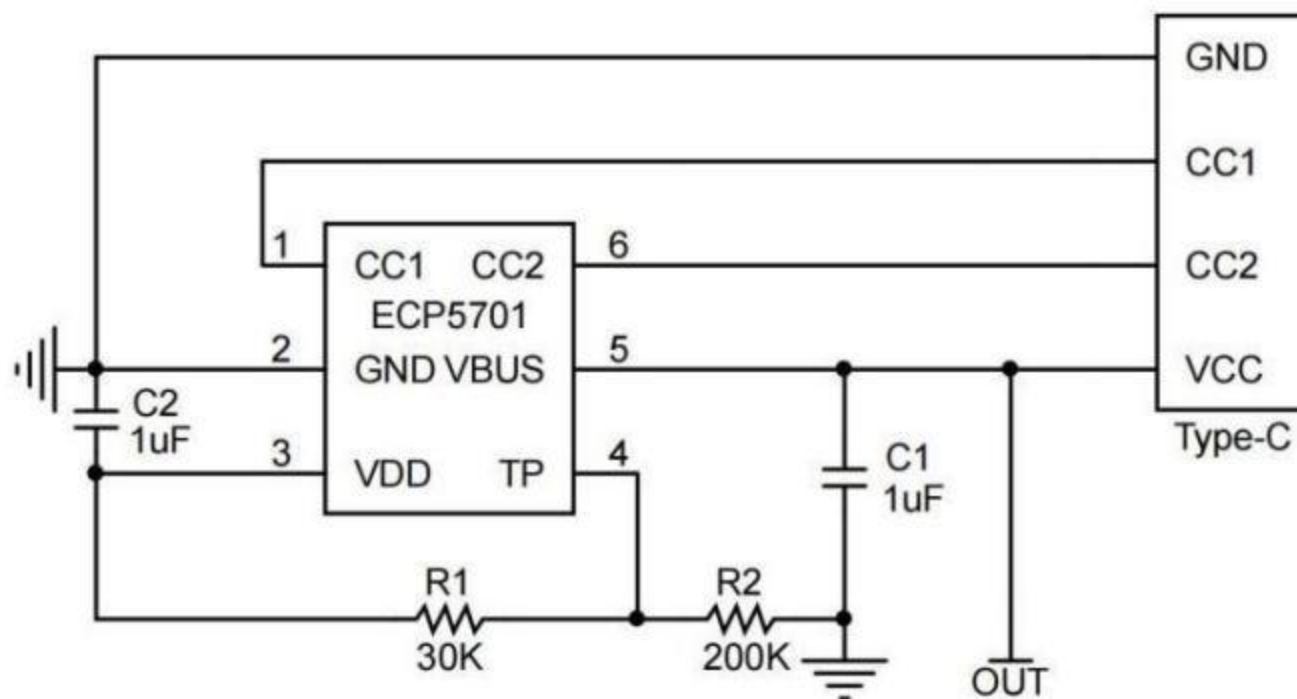 GND
CC1
1
6
CC1 CC2
CC2
ECP5701
2
5
GND VBUS
VCC
C2
1uF
Type-C
3
4
VDD TP
C1
1uF
R1
R2
30K
200K
OUT